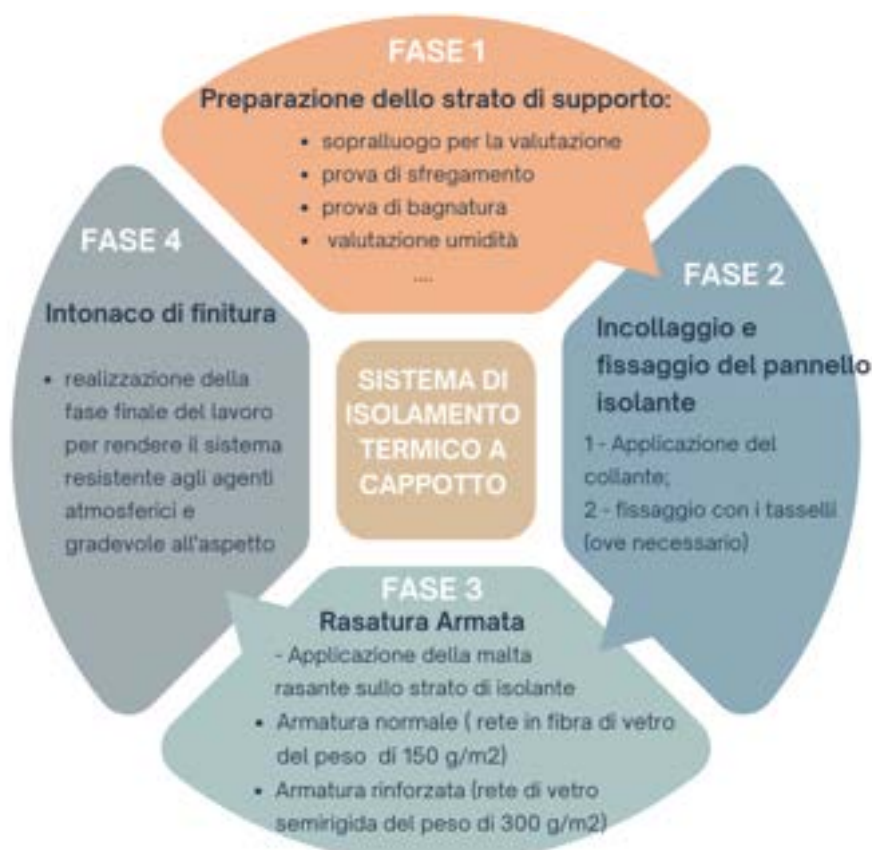 FASE 1
Preparazione dello strato di supporto:
• sopralluogo per la valutazione
• prova di sfregamento
• prova di bagnatura
• valutazione umidità
....
FASE 2
Incollaggio e
fissaggio del pannello
isolante
1 - Applicazione del
collante;
2 - fissaggio con i tasselli
(ove necessario)
FASE 3
Rasatura Armata
- Applicazione della malta
rasante sullo strato di isolante
• Armatura normale ( rete in fibra di vetro
del peso di 150 g/m2)
• Armatura rinforzata (rete di vetro
semirigida del peso di 300 g/m2)
FASE 4
Intonaco di finitura
• realizzazione della
fase finale del lavoro
per rendere il sistema
resistente agli agenti
atmosferici e
gradevole all'aspetto
SISTEMA DI
ISOLAMENTO
TERMICO A
CAPPOTTO